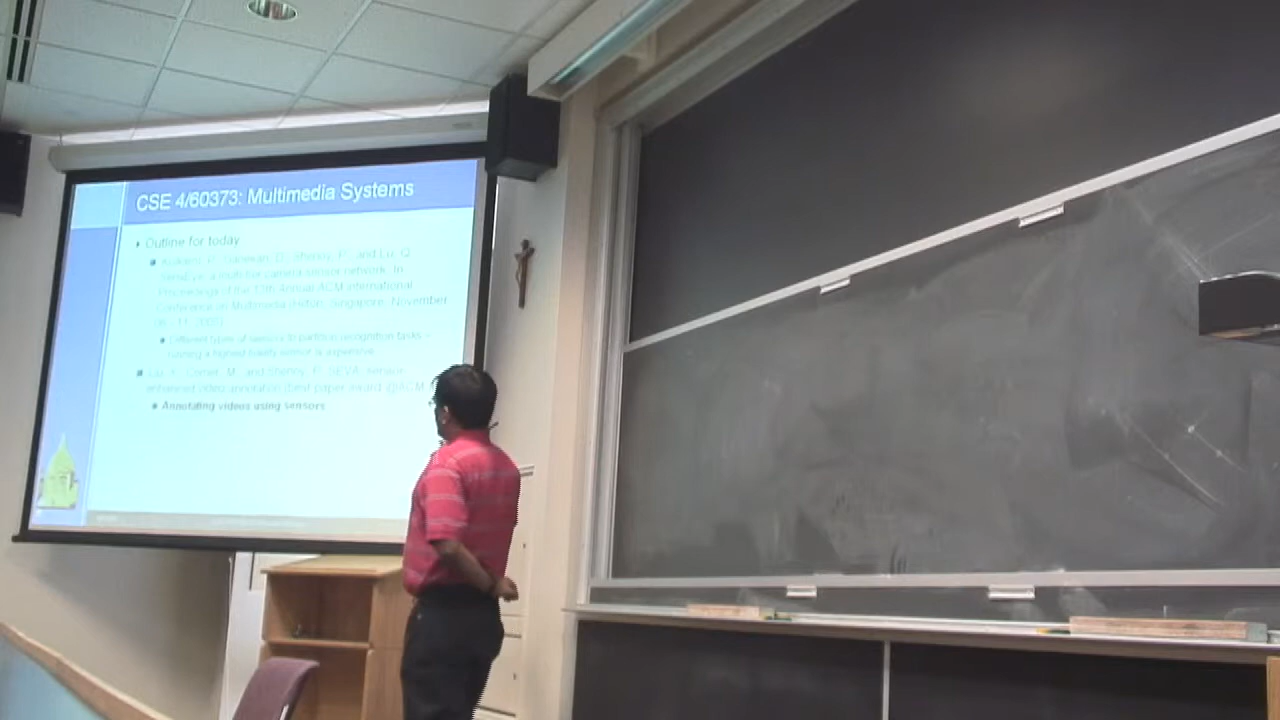 CSE 4/60373: Multimedia Systems
Outline for today
Kulkarni, P., Ganesan, D., Shenoy, P., and Lu, Q.
SensEye: a multi-tier camera sensor network. In
Proceedings of the 13th Annual ACM international
Conference on Multimedia (Hilton, Singapore, November
06 - 11, 2005)
Different types of sensors to partition recognition tasks -
running a highest fidelity sensor is expensive
Liu, X., Corner, M., and Shenoy, P. SEVA: sensor-
enhanced video annotation (best paper award @ACM
Annotating videos using sensors